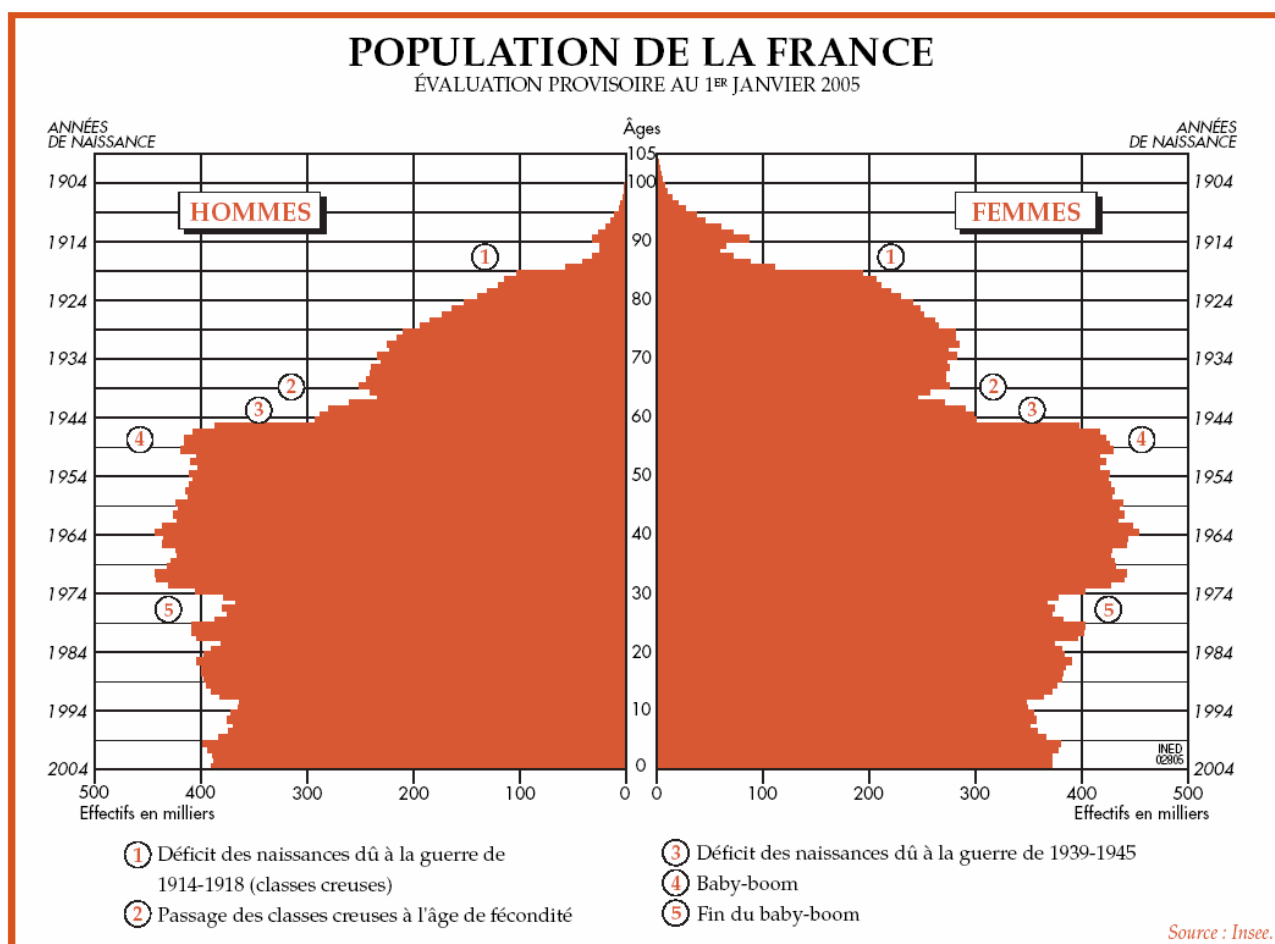 POPULATION DE LA FRANCE
ÉVALUATION PROVISOIRE AU 1ER JANVIER 2005
ANNÉES
DE NAISSANCE
Âges
ANNÉES
DE NAISSANCE
HOMMES
FEMMES
1904
1914
1924
1934
1944
1954
1964
1974
1984
1994
2004
105
100
90
80
70
60
50
40
30
20
10
0
1904
1914
1924
1934
1944
1954
1964
1974
1984
1994
2004
1
1
2
2
3
3
4
4
5
5
INED
02805
500 400 300 200 100 0
0 100 200 300 400 500
Effectifs en milliers
Effectifs en milliers
1 Déficit des naissances dû à la guerre de
1914-1918 (classes creuses)
2 Passage des classes creuses à l'âge de fécondité
3 Déficit des naissances dû à la guerre de 1939-1945
4 Baby-boom
5 Fin du baby-boom
Source : Insee.